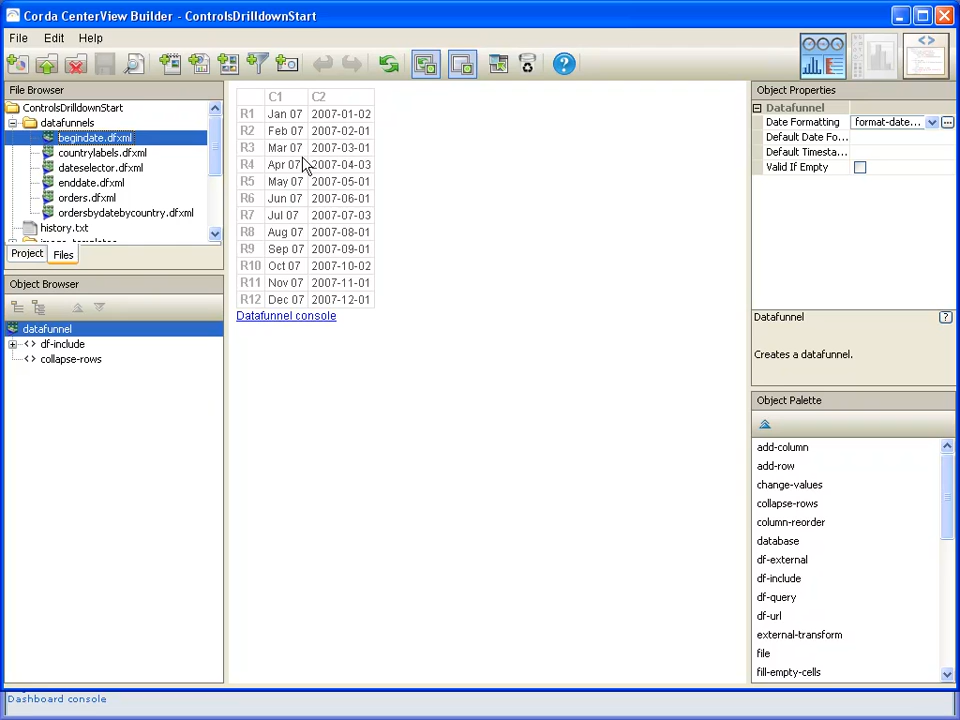 Corda CenterView Builder - ControlsDrilldownStart
File Edit Help
File Browser
ControlsDrilldownStart
datafunnels
begindate.dfxml
countrylabels.dfxml
dateselector.dfxml
enddate.dfxml
orders.dfxml
ordersbydatebycountry.dfxml
history.txt
Project Files
Object Browser
datafunnel
<> df-include
<> collapse-rows
C1 C2
R1 Jan 07 2007-01-02
R2 Feb 07 2007-02-01
R3 Mar 07 2007-03-01
R4 Apr 07 2007-04-03
R5 May 07 2007-05-01
R6 Jun 07 2007-06-01
R7 Jul 07 2007-07-03
R8 Aug 07 2007-08-01
R9 Sep 07 2007-09-01
R10 Oct 07 2007-10-02
R11 Nov 07 2007-11-01
R12 Dec 07 2007-12-01
Datafunnel console
Object Properties
Datafunnel
Date Formatting format-date...
Default Date Fo...
Default Timesta...
Valid If Empty
Datafunnel
Creates a datafunnel.
Object Palette
add-column
add-row
change-values
collapse-rows
column-reorder
database
df-external
df-include
df-query
df-url
external-transform
file
fill-empty-cells
Dashboard console